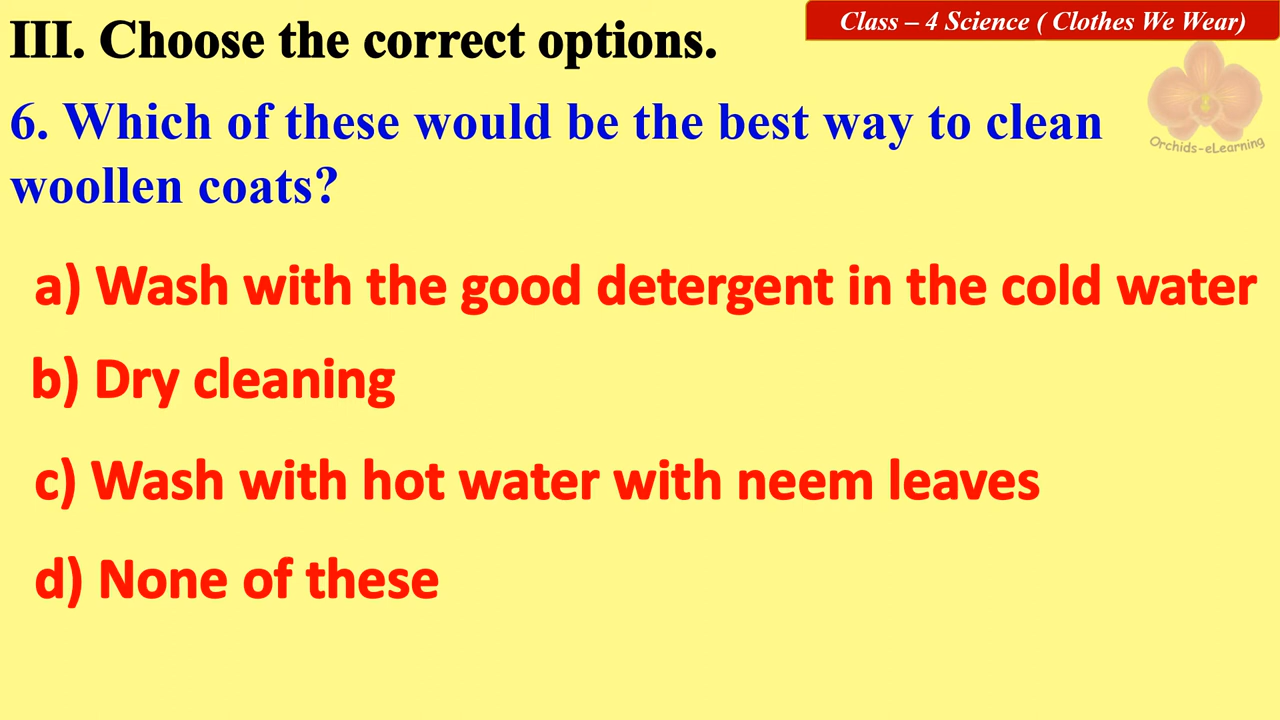 III. Choose the correct options.
Class – 4 Science ( Clothes We Wear)
Orchids-eLearning
6. Which of these would be the best way to clean
woollen coats?
a) Wash with the good detergent in the cold water
b) Dry cleaning
c) Wash with hot water with neem leaves
d) None of these